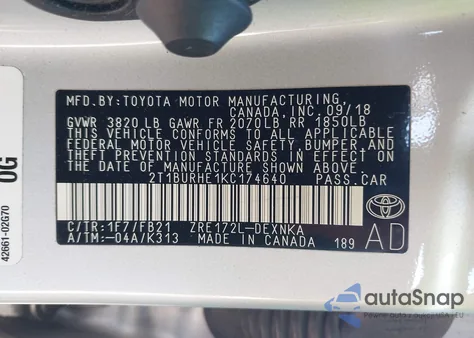 MFD.BY:TOYOTA MOTOR MANUFACTURING,
CANADA,INC.09/18
GVWR 3820 LB GAWR FR 2070LB RR 1850LB
THIS VEHICLE CONFORMS TO ALL APPLICABLE
FEDERAL MOTOR VEHICLE SAFETY, BUMPER,
AND THEFT PREVENTION STANDARDS IN EFFECT
ON THE DATE OF MANUFACTURE SHOWN ABOVE.
2T1BURHE1KC174640 PASS.CAR
C/TR:1F7/FB21 ZRE172L-DEXNKA
A/TM:-04A/K313 MADE IN CANADA 189
AD
42661-02G70
OG
autoSnap